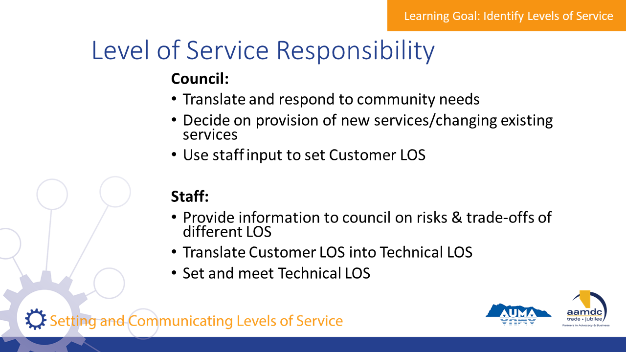 Learning Goal: Identify Levels of Service
Level of Service Responsibility
Council:
• Translate and respond to community needs
• Decide on provision of new services/changing existing
services
• Use staff input to set Customer LOS
Staff:
• Provide information to council on risks & trade-offs of
different LOS
• Translate Customer LOS into Technical LOS
• Set and meet Technical LOS
Setting and Communicating Levels of Service
AUMA
aamdc